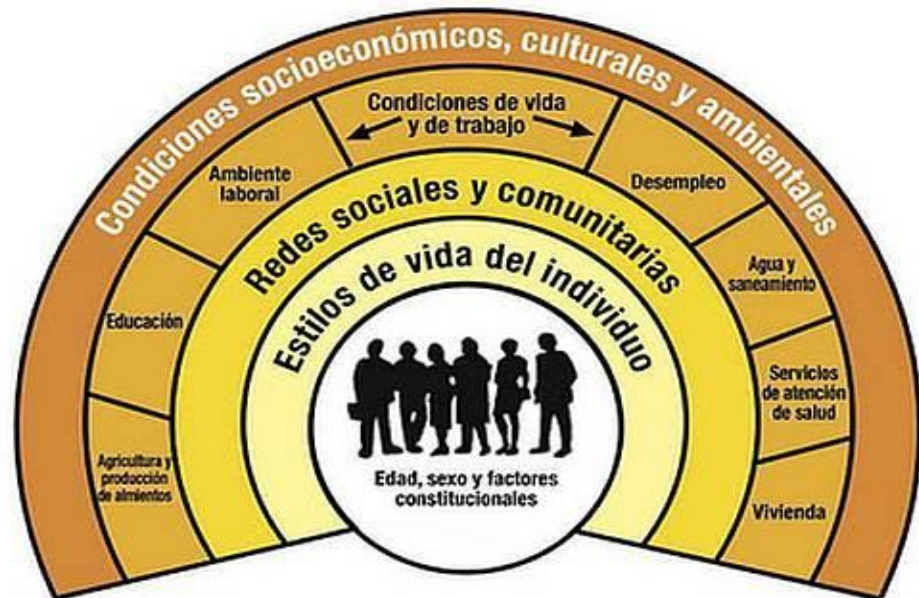 Condiciones socioeconómicos, culturales y ambientales
Condiciones de vida
y de trabajo
Ambiente
laboral
Desempleo
Redes sociales y comunitarias
Estilos de vida del individuo
Educación
Agua y
saneamiento
Servicios
de atención
de salud
Agricultura y
producción
de almientos
Vivienda
Edad, sexo y factores
constitucionales